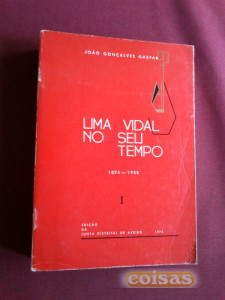 JOÃO GONÇALVES GASPAR
LIMA VIDAL
NO SEU
TEMPO
1874-1958
I
EDIÇÃO
DA
JUNTA DISTRITAL DE AVEIRO
coisas